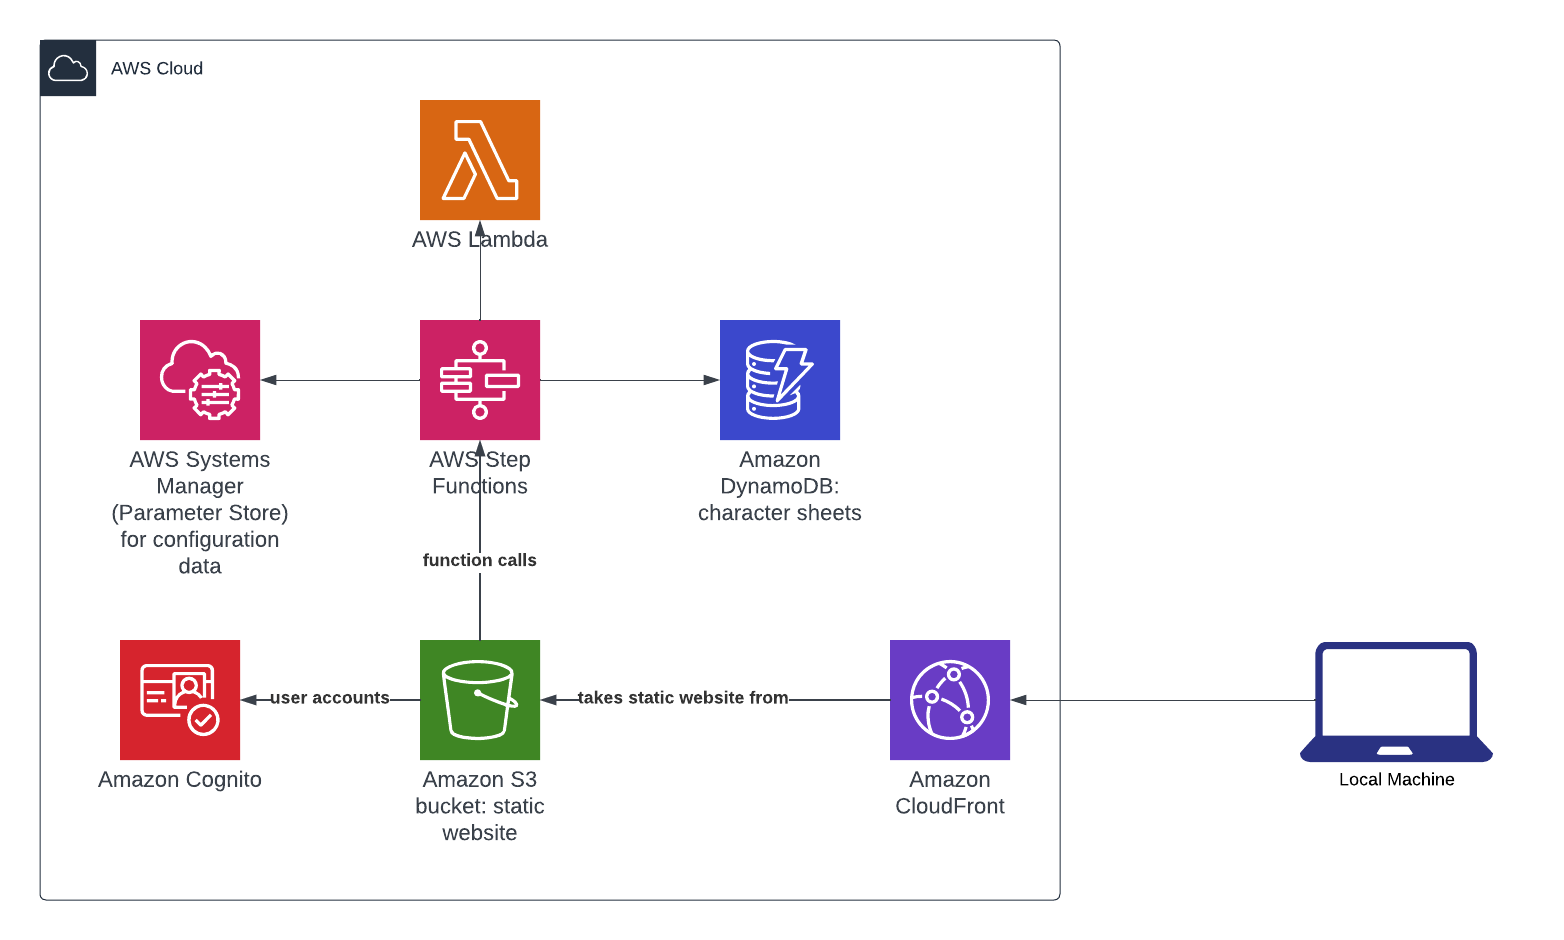 AWS Cloud
AWS Lambda
AWS Systems
Manager
(Parameter Store)
for configuration
data
AWS Step
Functions
Amazon
DynamoDB:
character sheets
function calls
user accounts
takes static website from
Amazon Cognito
Amazon S3
bucket: static
website
Amazon
CloudFront
Local Machine